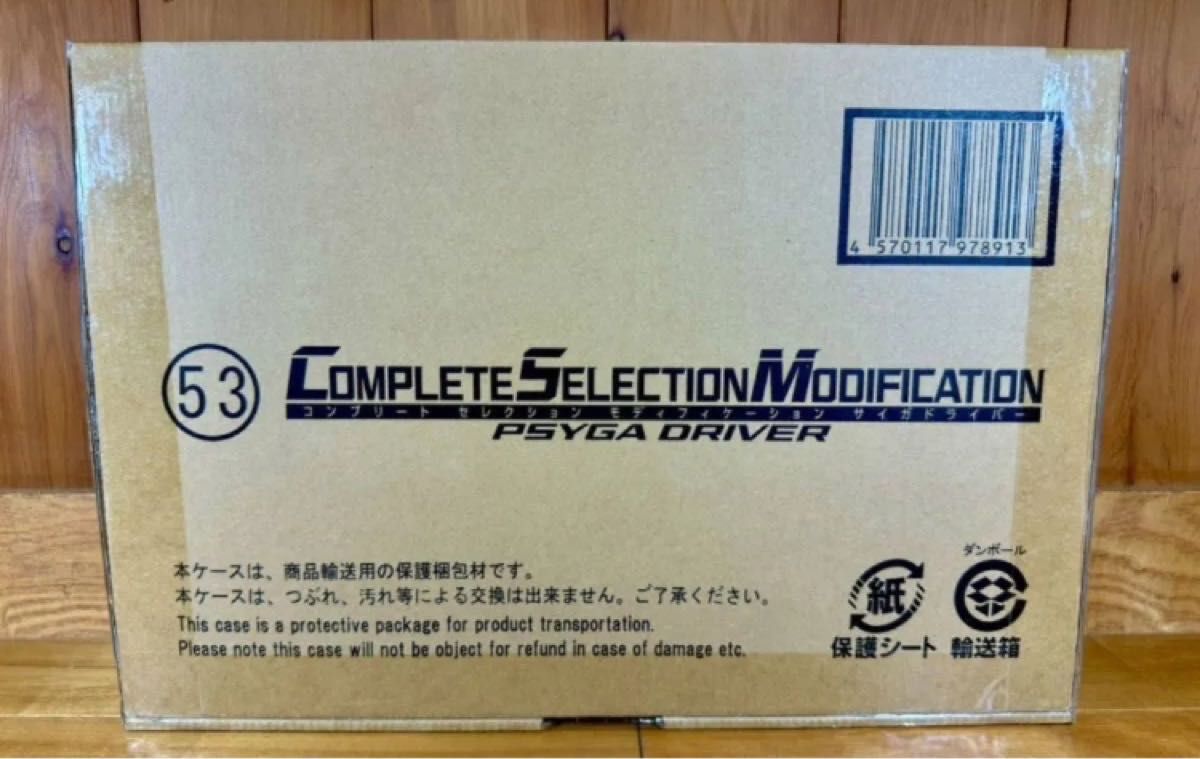 4 570117 978913
53
COMPLETE SELECTION MODIFICATION
コンプリート セレクション モディフィケーション サイガドライバー
PSYGA DRIVER
本ケースは、商品輸送用の保護梱包材です。
本ケースは、つぶれ、汚れ等による交換は出来ません。ご了承ください。
This case is a protective package for product transportation.
Please note this case will not be object for refund in case of damage etc.
紙
保護シート
ダンボール
輸送箱